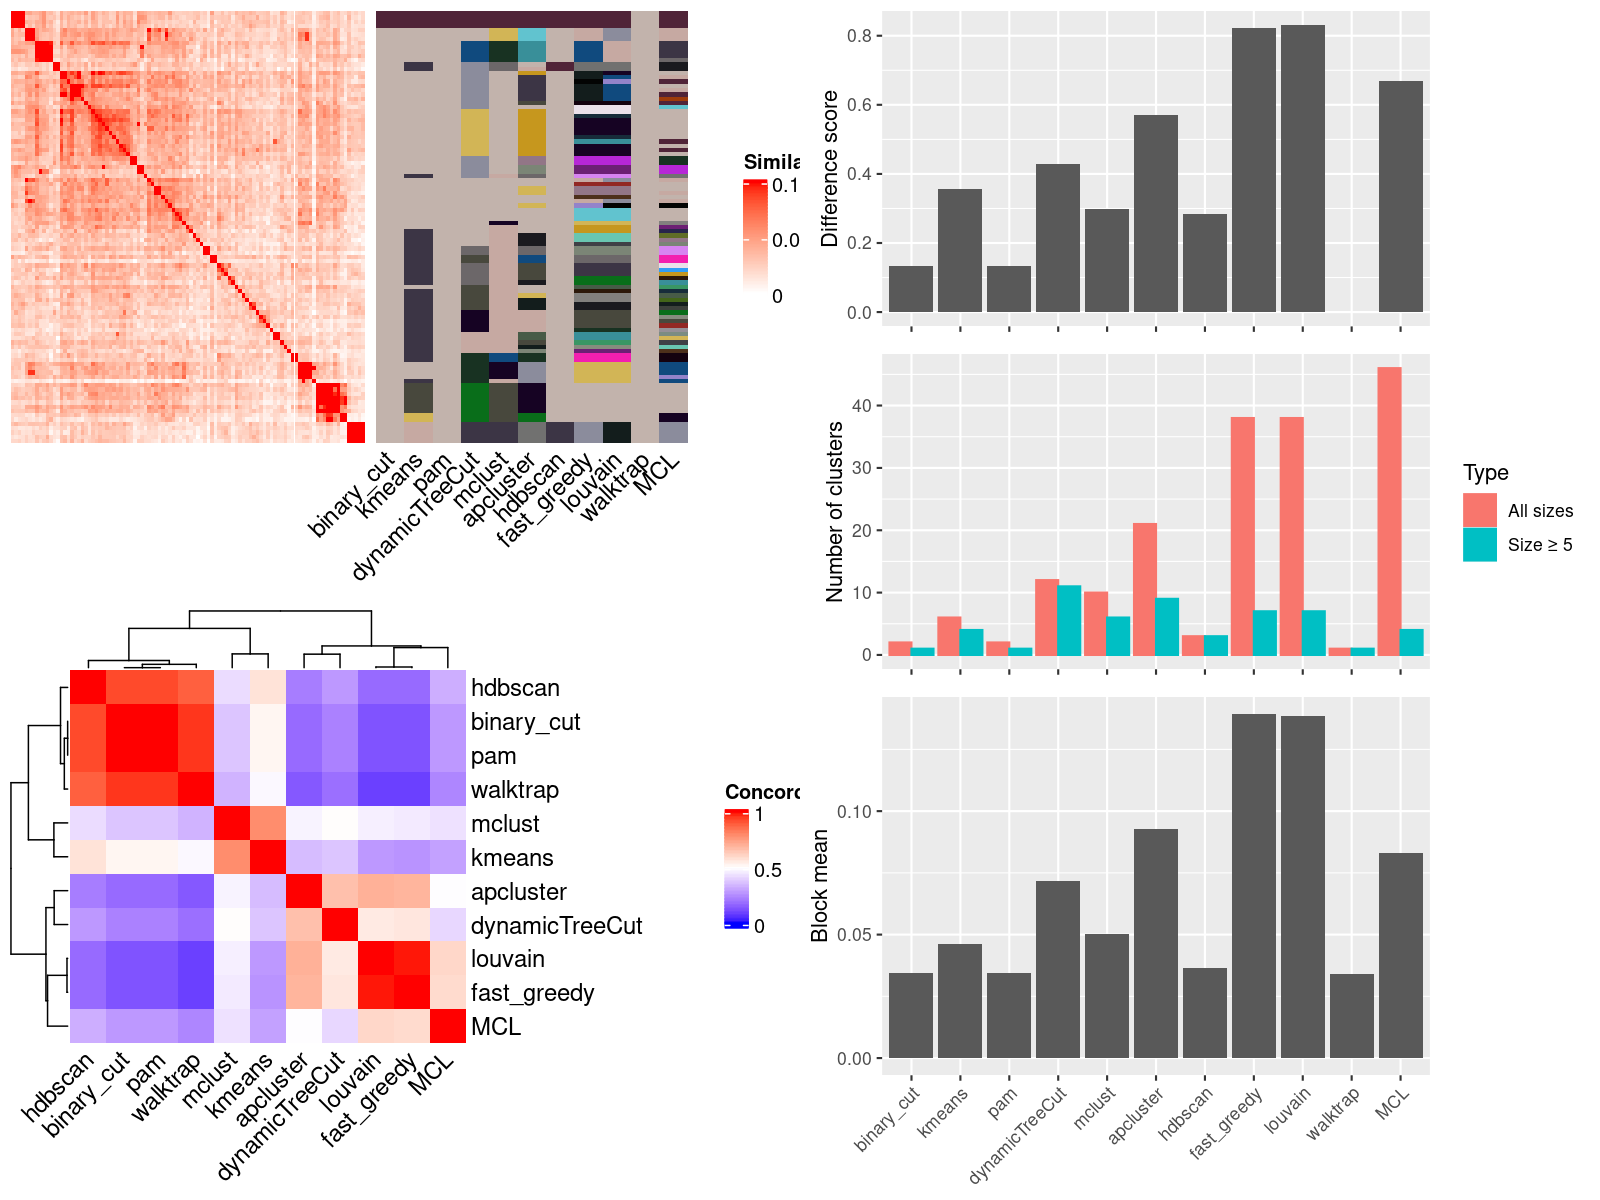 Simila
0.1
0.0
0
binary_cut
kmeans
pam
dynamicTreeCut
mclust
apcluster
hdbscan
fast_greedy
louvain
walktrap
MCL
hdbscan
binary_cut
pam
walktrap
mclust
kmeans
apcluster
dynamicTreeCut
louvain
fast_greedy
MCL
hdbscan
binary_cut
pam
walktrap
mclust
kmeans
apcluster
dynamicTreeCut
louvain
fast_greedy
MCL
Concord
1
0.5
0
Difference score
0.8
0.6
0.4
0.2
0.0
Number of clusters
40
30
20
10
0
Type
All sizes
Size ≥ 5
Block mean
0.10
0.05
0.00
binary_cut
kmeans
pam
dynamicTreeCut
mclust
apcluster
hdbscan
fast_greedy
louvain
walktrap
MCL